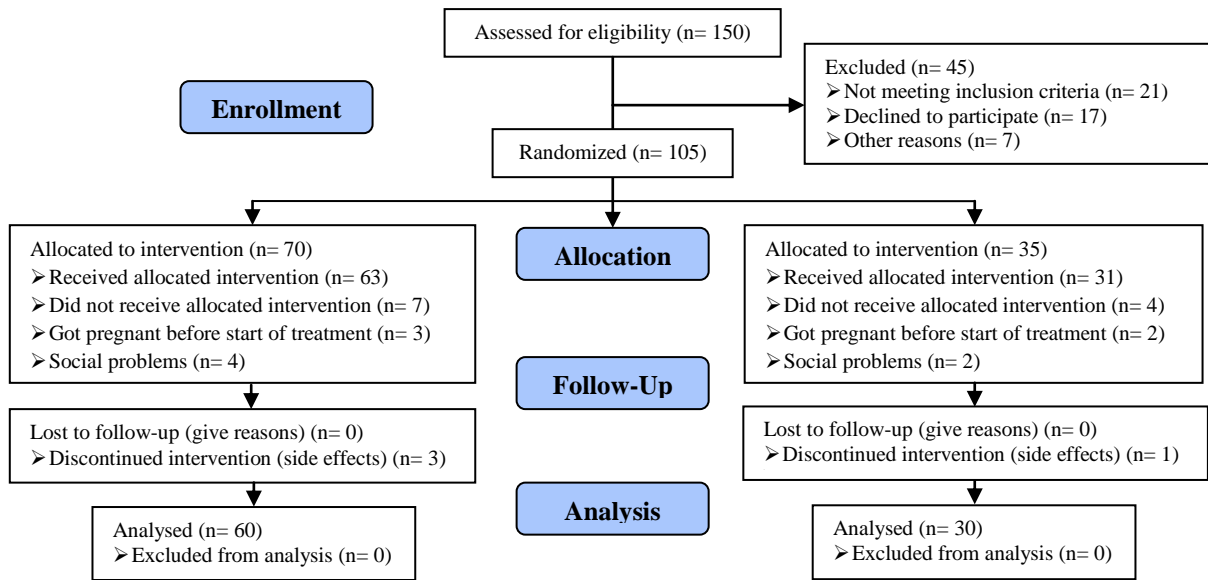 Assessed for eligibility (n= 150)
Excluded (n= 45)
➢Not meeting inclusion criteria (n= 21)
➢Declined to participate (n= 17)
➢Other reasons (n= 7)
Enrollment
Randomized (n= 105)
Allocated to intervention (n= 70)
➢Received allocated intervention (n= 63)
➢Did not receive allocated intervention (n= 7)
➢Got pregnant before start of treatment (n= 3)
➢Social problems (n= 4)
Allocation
Allocated to intervention (n= 35)
➢Received allocated intervention (n= 31)
➢Did not receive allocated intervention (n= 4)
➢Got pregnant before start of treatment (n= 2)
➢Social problems (n= 2)
Follow-Up
Lost to follow-up (give reasons) (n= 0)
➢Discontinued intervention (side effects) (n= 3)
Lost to follow-up (give reasons) (n= 0)
➢Discontinued intervention (side effects) (n= 1)
Analysis
Analysed (n= 60)
➢Excluded from analysis (n= 0)
Analysed (n= 30)
➢Excluded from analysis (n= 0)